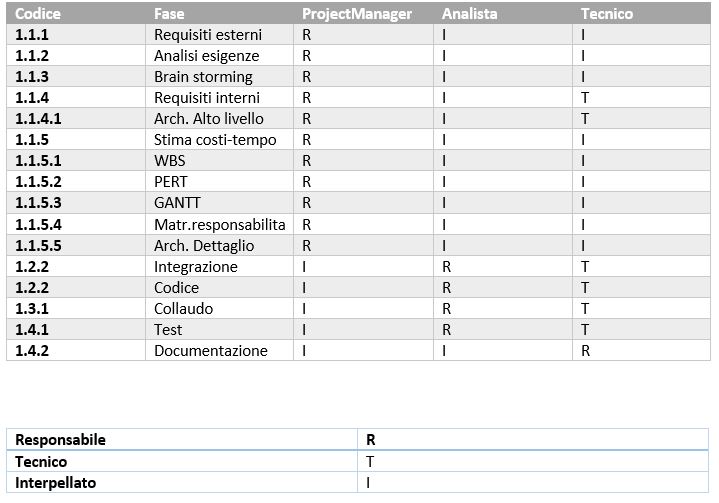 Codice Fase ProjectManager Analista Tecnico
1.1.1 Requisiti esterni R I I
1.1.2 Analisi esigenze R I I
1.1.3 Brain storming R I I
1.1.4 Requisiti interni R I T
1.1.4.1 Arch. Alto livello R I T
1.1.5 Stima costi-tempo R I I
1.1.5.1 WBS R I I
1.1.5.2 PERT R I I
1.1.5.3 GANTT R I I
1.1.5.4 Matr.responsabilita R I I
1.1.5.5 Arch. Dettaglio R I I
1.2.2 Integrazione I R T
1.2.2 Codice I R T
1.3.1 Collaudo I R T
1.4.1 Test I R T
1.4.2 Documentazione I I R
Responsabile R
Tecnico T
Interpellato I